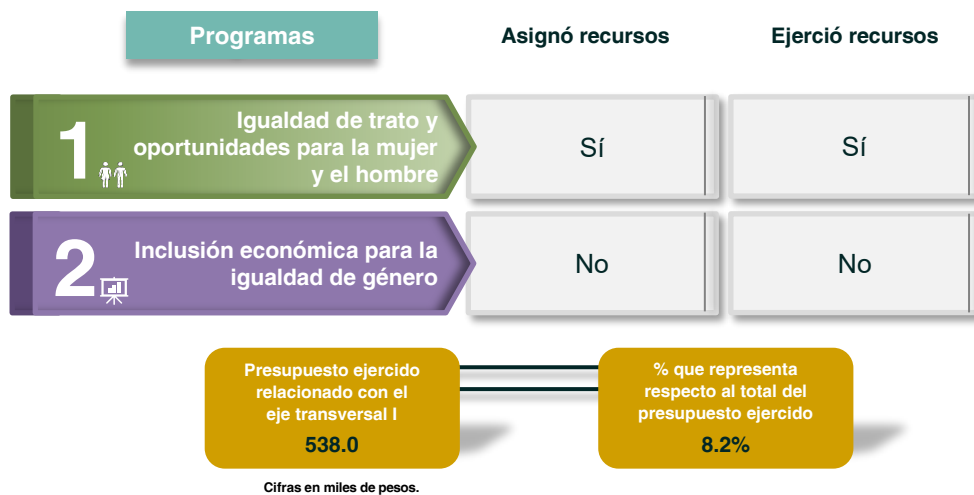 Programas
Asignó recursos
Ejerció recursos
1
Igualdad de trato y
oportunidades para la mujer
y el hombre
Sí
Sí
2
Inclusión económica para la
igualdad de género
No
No
Presupuesto ejercido
relacionado con el
eje transversal I
538.0
% que representa
respecto al total del
presupuesto ejercido
8.2%
Cifras en miles de pesos.